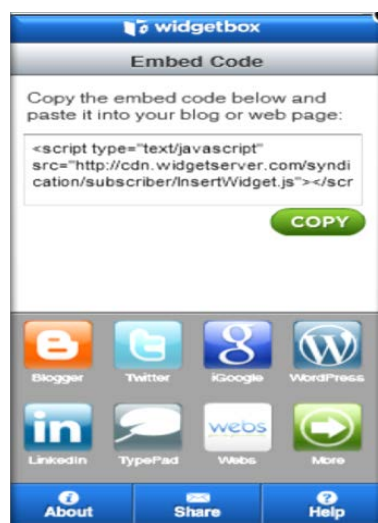 widgetbox
Embed Code
Copy the embed code below and
paste it into your blog or web page:
<script type="text/javascript"
src="http://cdn.widgetserver.com/syndi
cation/subscriber/InsertWidget.js"></scr
COPY
Blogger Twitter iGoogle WordPress
in webs
LinkedIn TypePad Webs More
About Share Help